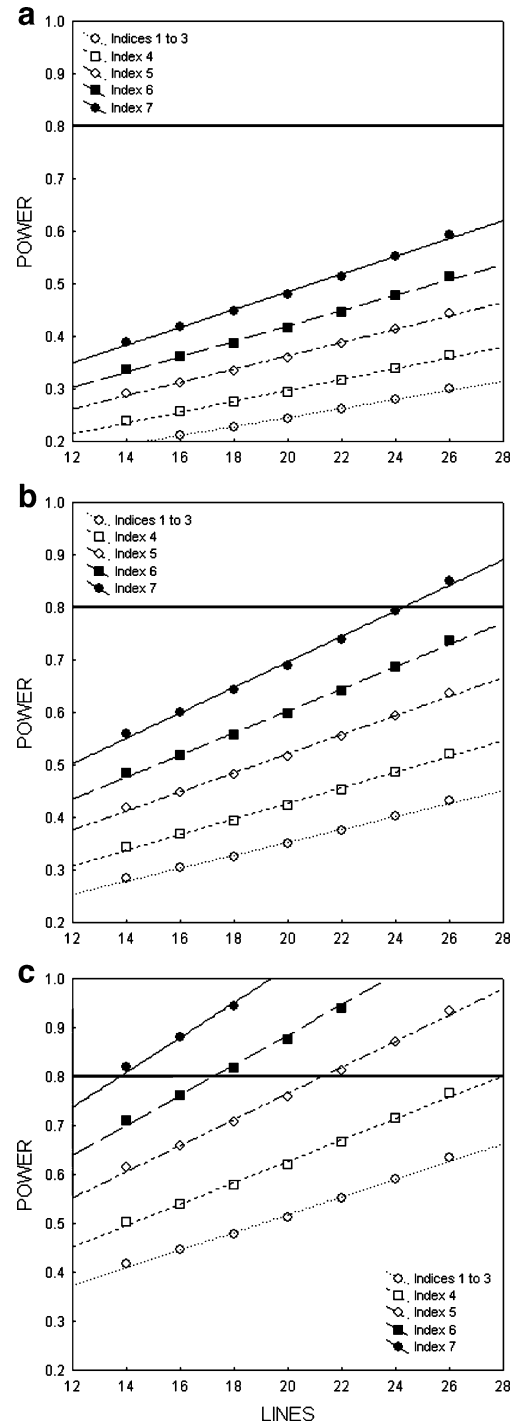 a
1.0
Indices 1 to 3
Index 4
Index 5
Index 6
Index 7
0.9
0.8
0.7
0.6
0.5
0.4
0.3
0.2
POWER
12 14 16 18 20 22 24 26 28
b
1.0
Indices 1 to 3
Index 4
Index 5
Index 6
Index 7
0.9
0.8
0.7
0.6
0.5
0.4
0.3
0.2
POWER
12 14 16 18 20 22 24 26 28
c
1.0
0.9
0.8
0.7
0.6
0.5
0.4
0.3
0.2
POWER
Indices 1 to 3
Index 4
Index 5
Index 6
Index 7
12 14 16 18 20 22 24 26 28
LINES